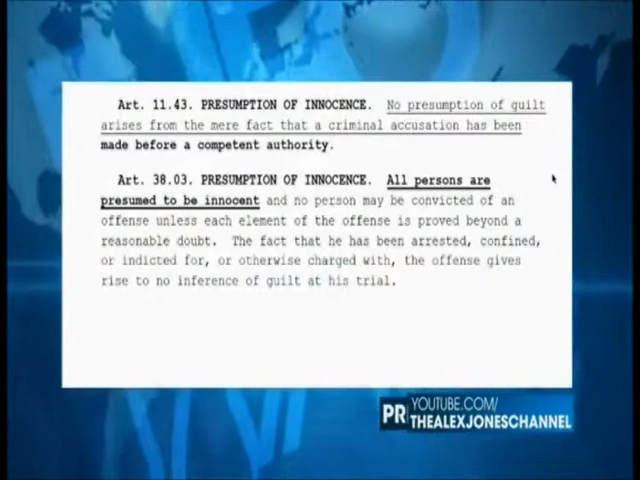 Art. 11.43. PRESUMPTION OF INNOCENCE. No presumption of guilt
arises from the mere fact that a criminal accusation has been
made before a competent authority.
Art. 38.03. PRESUMPTION OF INNOCENCE. All persons are
presumed to be innocent and no person may be convicted of an
offense unless each element of the offense is proved beyond a
reasonable doubt. The fact that he has been arrested, confined,
or indicted for, or otherwise charged with, the offense gives
rise to no inference of guilt at his trial.
PR YOUTUBE.COM/
THEALEXJONESCHANNEL